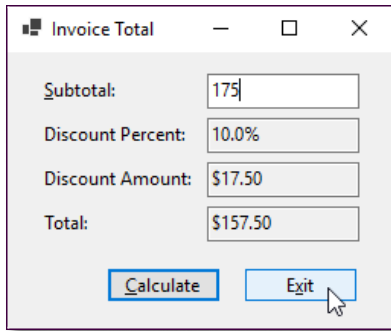 Invoice Total
Subtotal: 175
Discount Percent: 10.0%
Discount Amount: $17.50
Total: $157.50
Calculate Exit